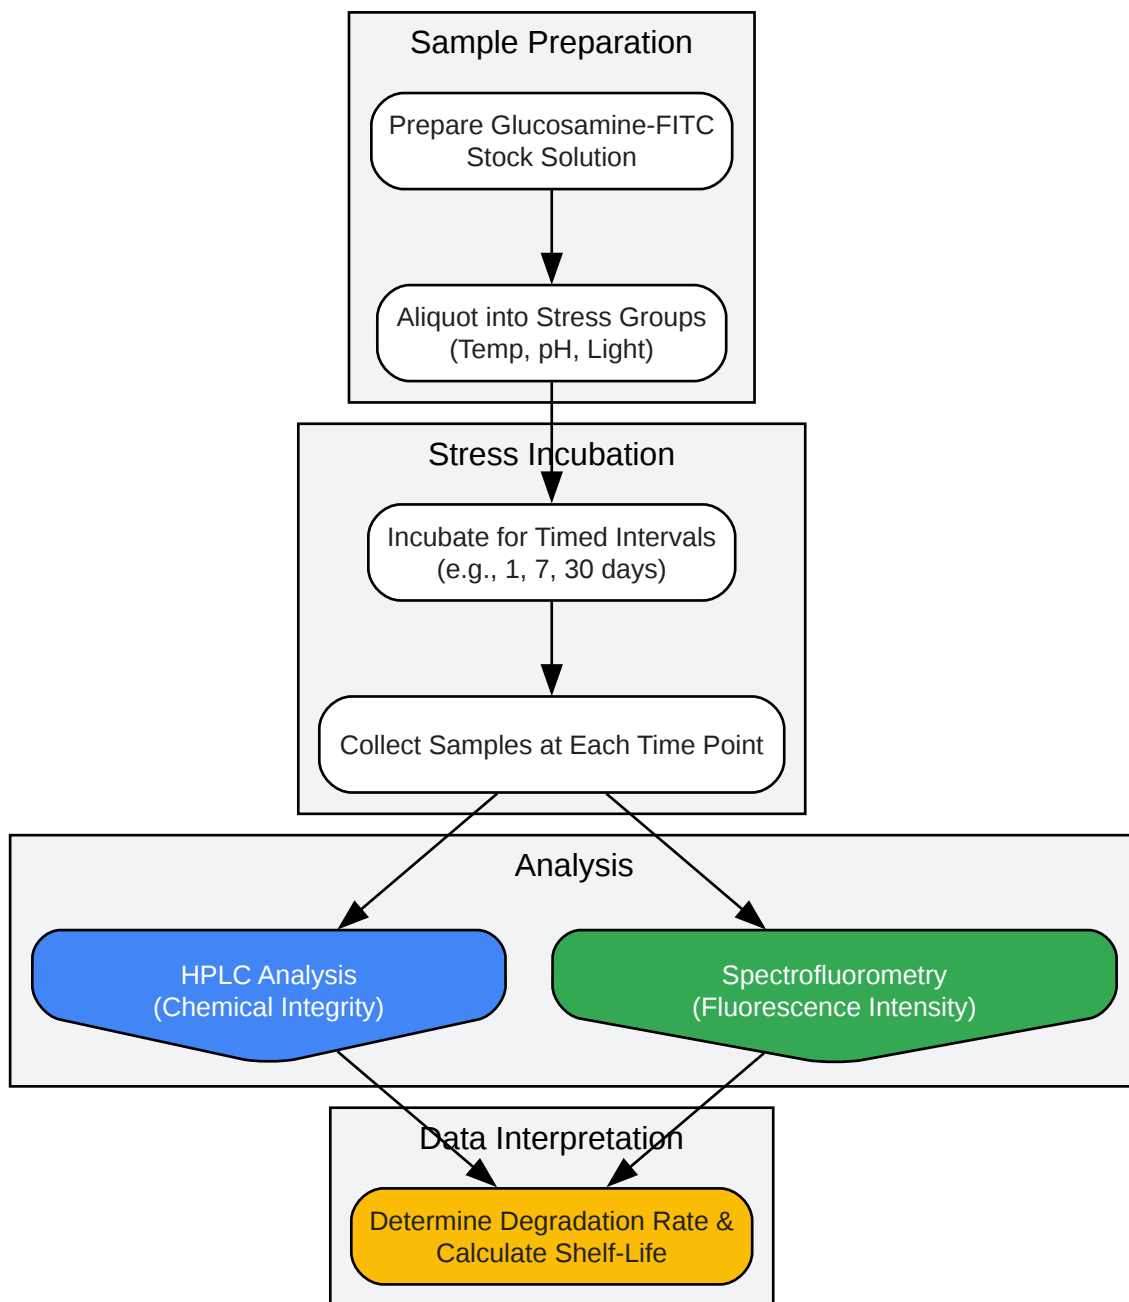 Sample Preparation
Prepare Glucosamine-FITC
Stock Solution
Aliquot into Stress Groups
(Temp, pH, Light)
Stress Incubation
Incubate for Timed Intervals
(e.g., 1, 7, 30 days)
Collect Samples at Each Time Point
Analysis
HPLC Analysis
(Chemical Integrity)
Spectrofluorometry
(Fluorescence Intensity)
Data Interpretation
Determine Degradation Rate &
Calculate Shelf-Life